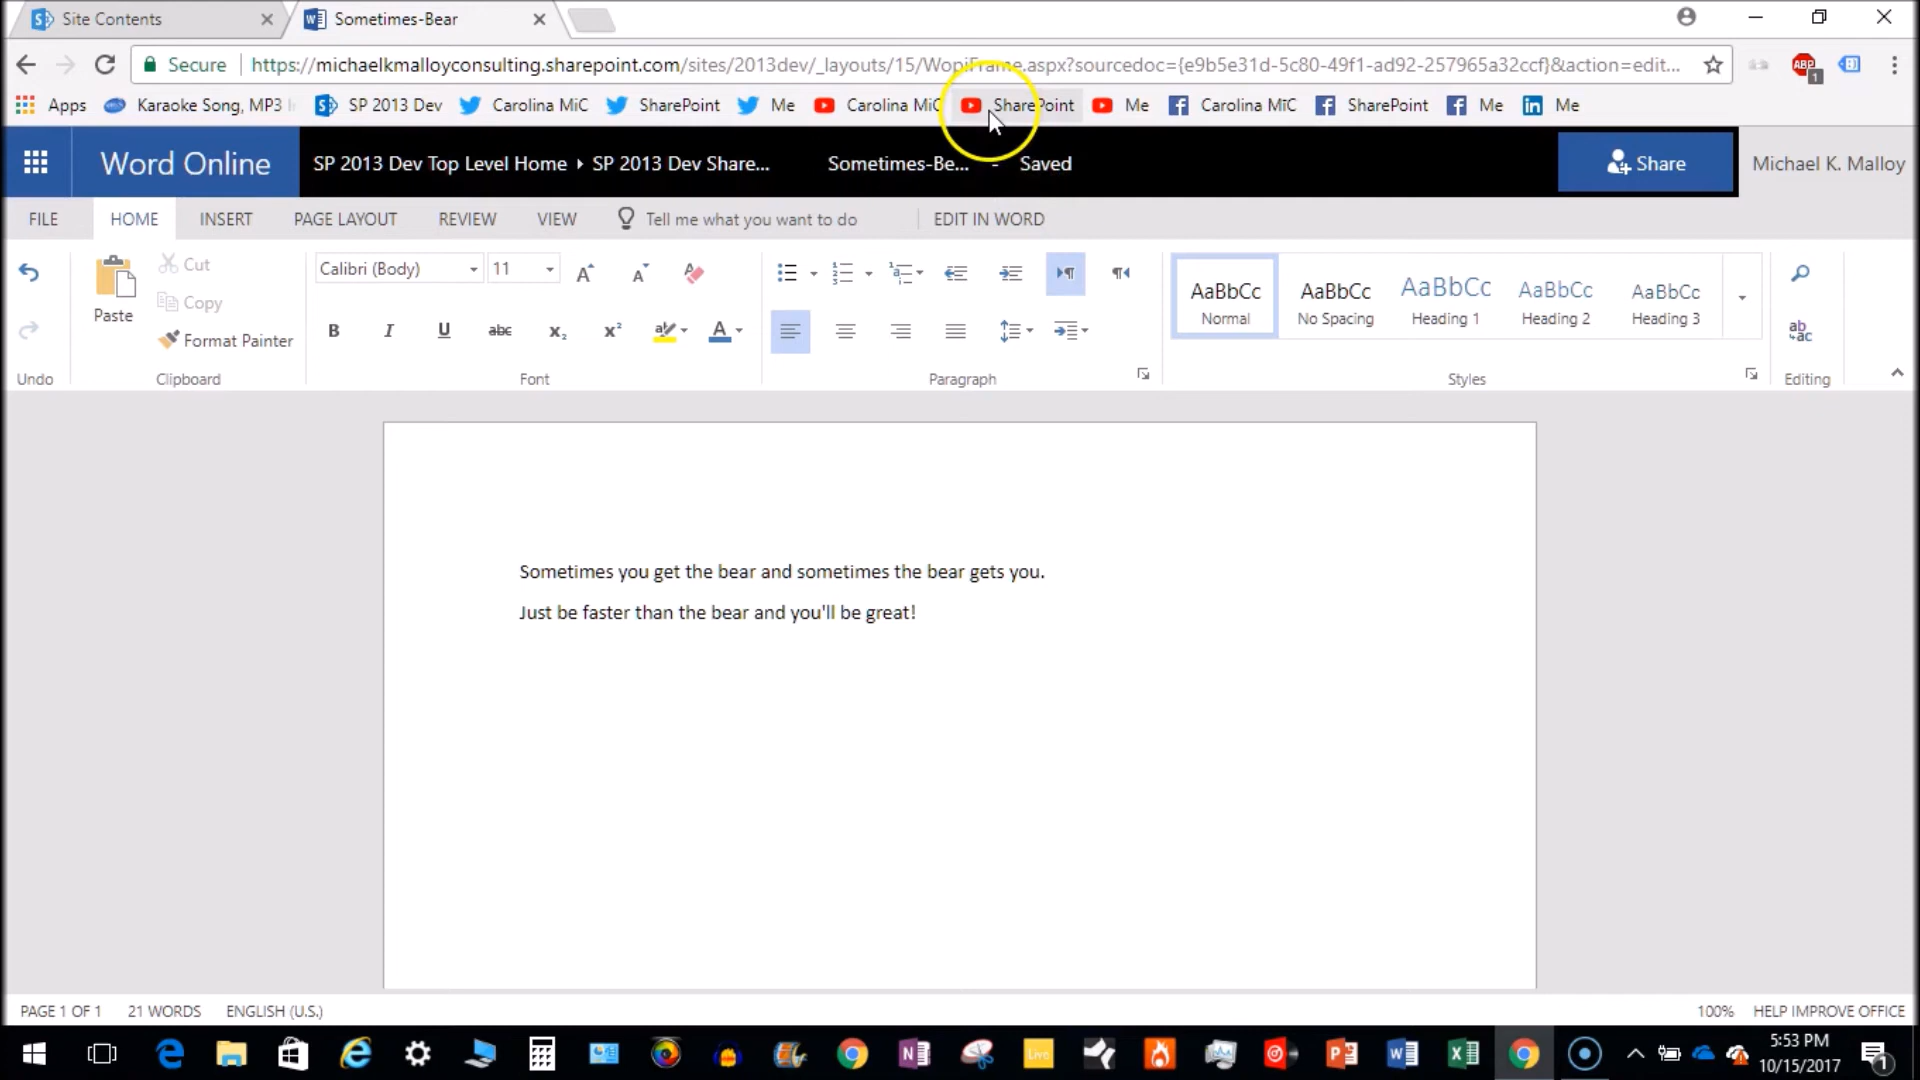 Site Contents
Sometimes-Bear
Secure https://michaelkmalloyconsulting.sharepoint.com/sites/2013dev/_layouts/15/WopiFrame.aspx?sourcedoc={e9b5e31d-5c80-49f1-ad92-257965a32ccf}&action=edit...
ABP 1
Apps Karaoke Song, MP3 SP 2013 Dev Carolina MiC SharePoint Me Carolina MiC SharePoint Me Carolina MiC SharePoint Me Me
Word Online SP 2013 Dev Top Level Home SP 2013 Dev Share... Sometimes-Be... - Saved Share Michael K. Malloy
FILE HOME INSERT PAGE LAYOUT REVIEW VIEW Tell me what you want to do EDIT IN WORD
Cut Calibri (Body) 11
Paste Copy AaBbCc Normal AaBbCc No Spacing AaBbCc Heading 1 AaBbCc Heading 2 AaBbCc Heading 3
Format Painter B I U abc
Undo Clipboard Font Paragraph Styles Editing
Sometimes you get the bear and sometimes the bear gets you.
Just be faster than the bear and you'll be great!
PAGE 1 OF 1 21 WORDS ENGLISH (U.S.) 100% HELP IMPROVE OFFICE
5:53 PM
10/15/2017
1